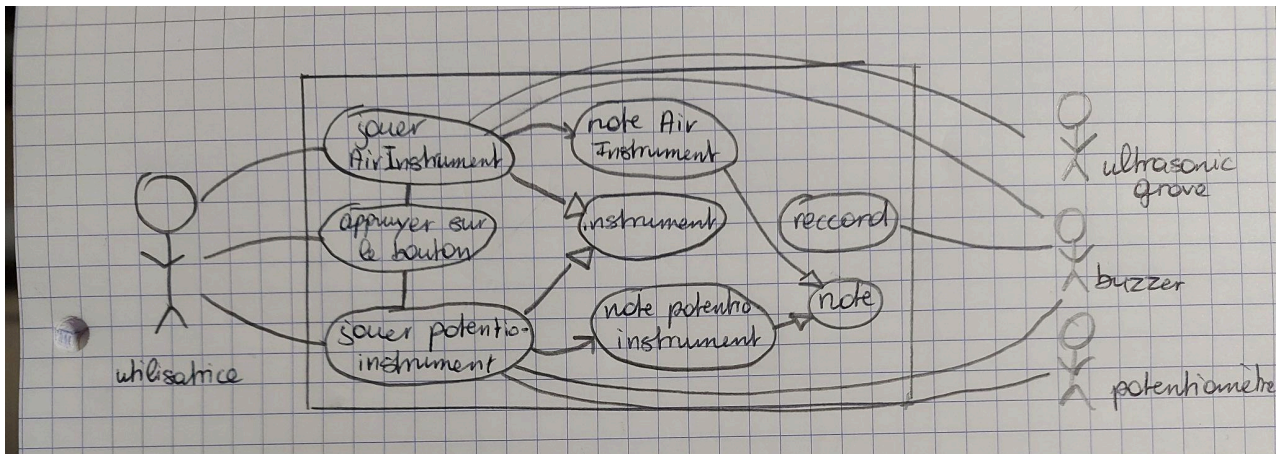 jouer
AirInstrument
note Air
Instrument
ultrasonic
grove
appuyer sur
le bouton
instrument
reccord
buzzer
note potentio
instrument
note
jouer potentio-
instrument
utilisatrice
potentiomètre